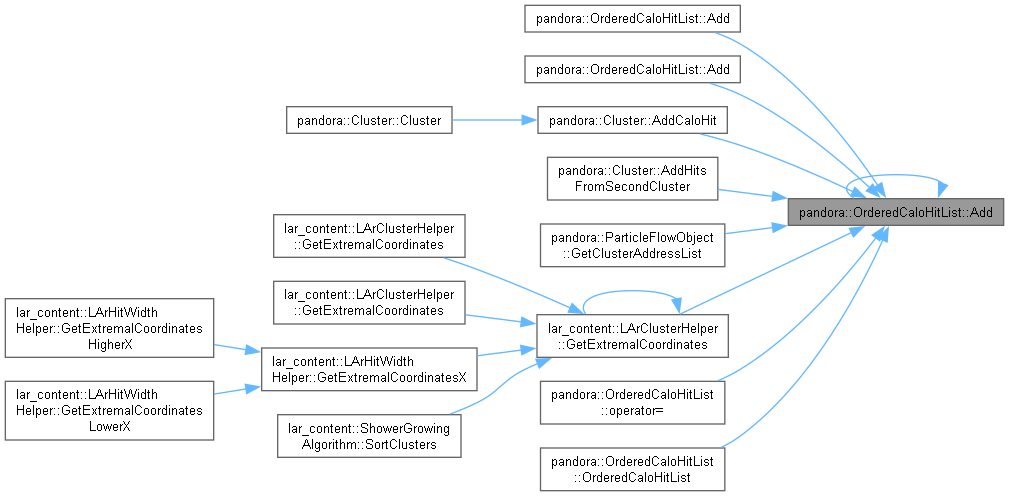 pandora::OrderedCaloHitList::Add
pandora::OrderedCaloHitList::Add
pandora::Cluster::Cluster
pandora::Cluster::AddCaloHit
pandora::Cluster::AddHits
FromSecondCluster
pandora::OrderedCaloHitList::Add
pandora::ParticleFlowObject
::GetClusterAddressList
lar_content::LArClusterHelper
::GetExtremalCoordinates
lar_content::LArClusterHelper
::GetExtremalCoordinates
lar_content::LArClusterHelper
::GetExtremalCoordinates
lar_content::LArHitWidth
Helper::GetExtremalCoordinates
HigherX
lar_content::LArHitWidth
Helper::GetExtremalCoordinatesX
lar_content::LArHitWidth
Helper::GetExtremalCoordinates
LowerX
lar_content::ShowerGrowing
Algorithm::SortClusters
pandora::OrderedCaloHitList
::operator=
pandora::OrderedCaloHitList
::OrderedCaloHitList